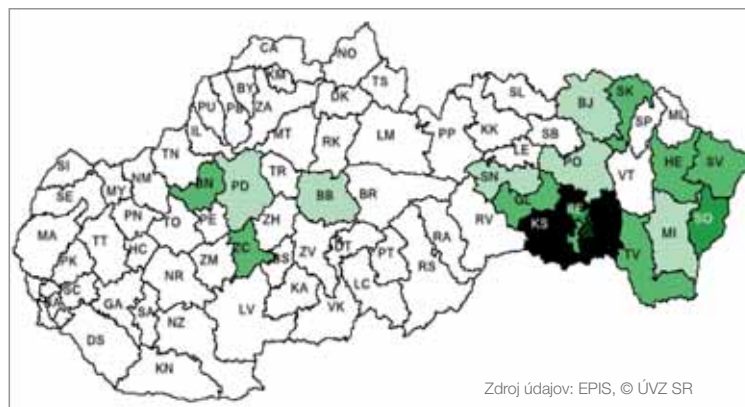 CA
NO
KM
TS
BY
DK
PU
PB
ZA
SL
BJ
SK
IL
MT
RK
LM
PP
KK
SB
SP
ML
TN
LE
SI
NM
BN
PD
TR
SN
PO
HE
SV
SE
MY
BB
BR
VT
PN
TO
PE
ZH
GL
RV
KS
SO
MA
TT
HC
ZC
ZV
DT
RA
MI
PK
NR
ZM
BS
PT
TV
SC
GA
SA
KA
LC
RS
NZ
LV
VK
DS
KN
Zdroj údajov: EPIS, © ÚVZ SR